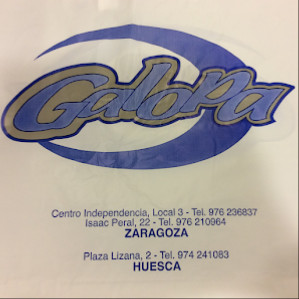 Galopa
Centro Independencia, Local 3 - Tel. 976 236837
Isaac Peral, 22 - Tel. 976 210964
ZARAGOZA
Plaza Lizana, 2 - Tel. 974 241083
HUESCA